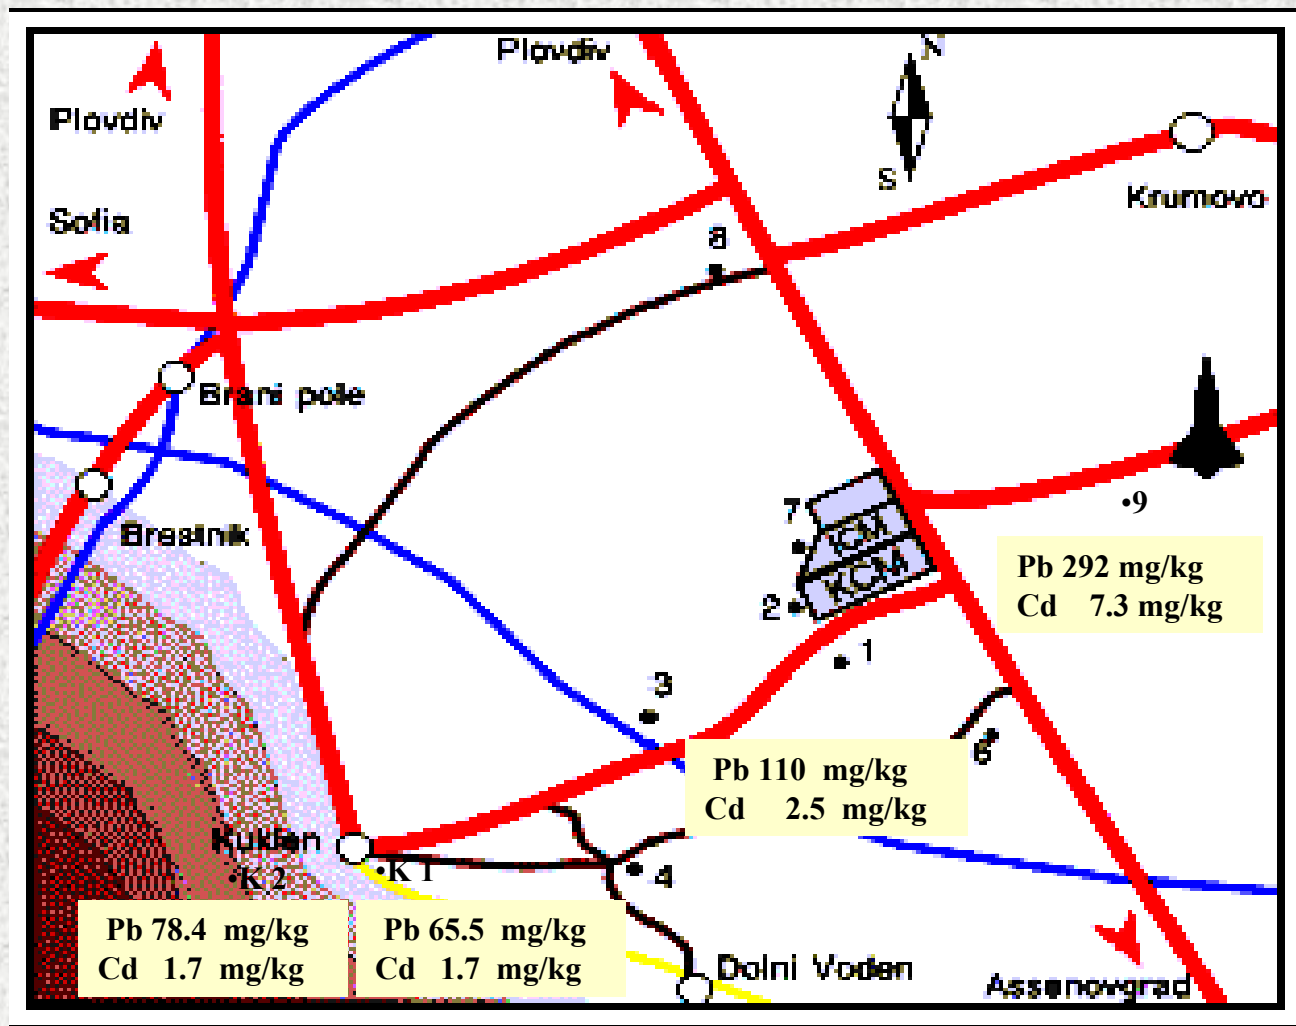 Plovdiv
N
Plovdiv
S
Krumovo
Sofia
8
Brani pole
7
KCM
•9
Brestnik
KCM
Pb 292 mg/kg
Cd 7.3 mg/kg
2
1
3
6
Pb 110 mg/kg
Cd 2.5 mg/kg
Kuklen
•K 1
•K 2
4
Pb 78.4 mg/kg
Cd 1.7 mg/kg
Pb 65.5 mg/kg
Cd 1.7 mg/kg
Dolni Voden
Assenovgrad